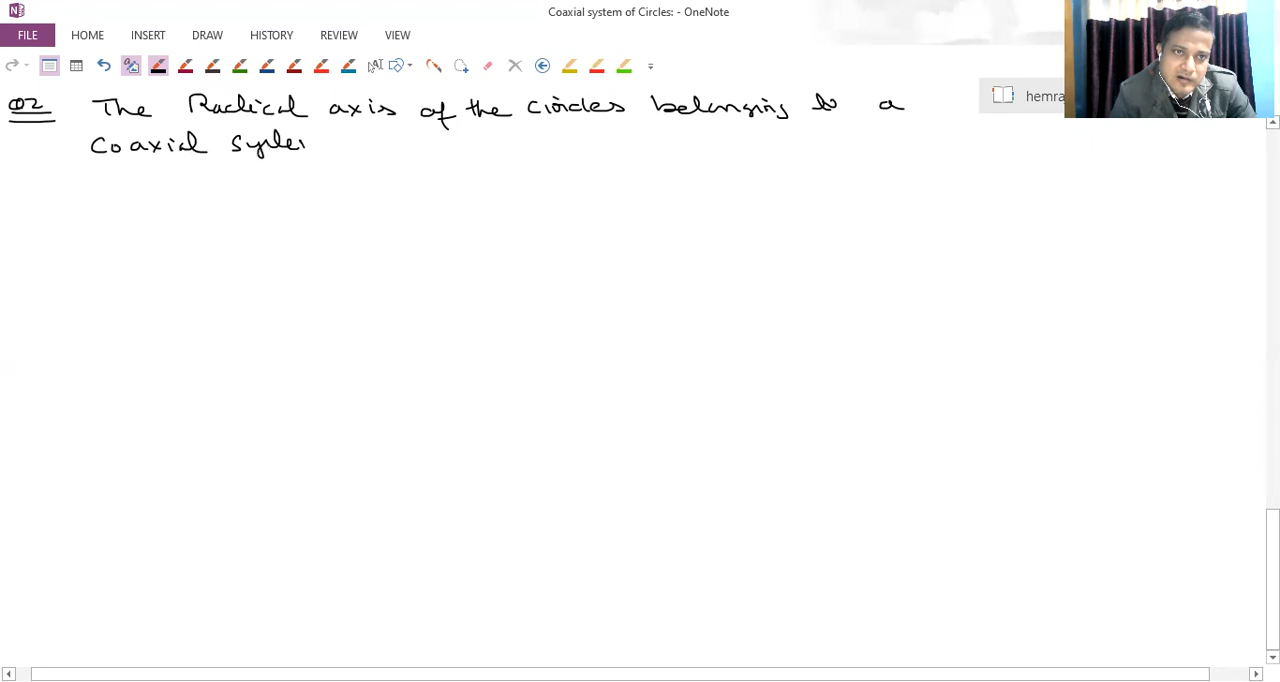 Coaxial system of Circles: - OneNote
FILE HOME INSERT DRAW HISTORY REVIEW VIEW
hemra
Q2 The Radical axis of the circles belonging to a
Coaxial System